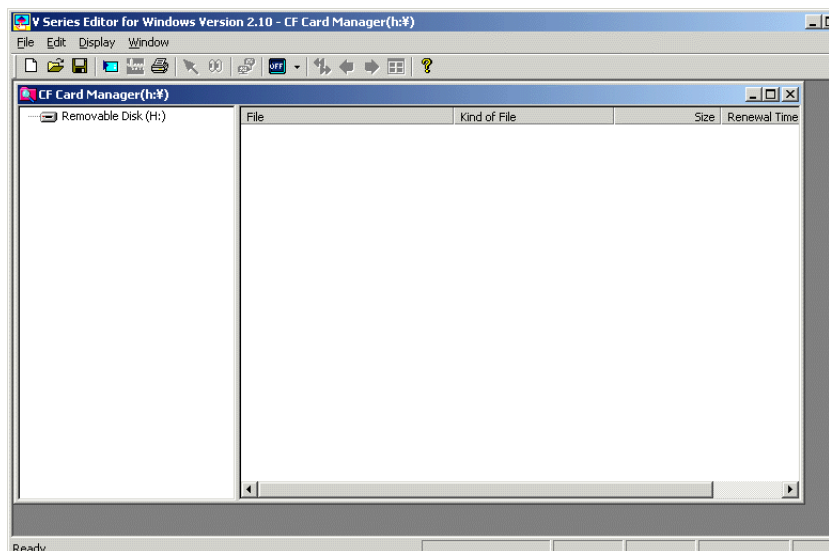 V Series Editor for Windows Version 2.10 - CF Card Manager(h:¥)
File Edit Display Window
OFF ?
CF Card Manager(h:¥)
Removable Disk (H:)
File Kind of File Size Renewal Time
Ready